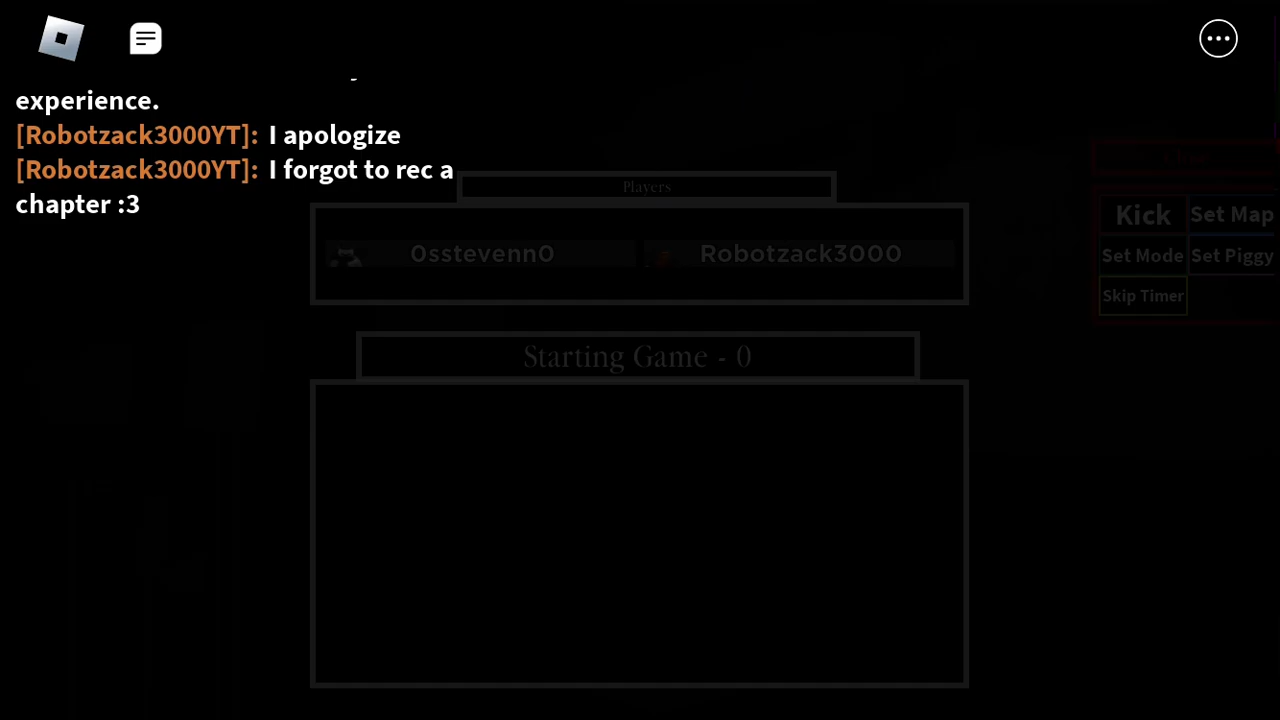 experience.
[Robotzack3000YT]: I apologize
[Robotzack3000YT]: I forgot to rec a
chapter :3
Players
0sstevenn0
Robotzack3000
Starting Game - 0
Kick
Set Map
Set Mode
Set Piggy
Skip Timer